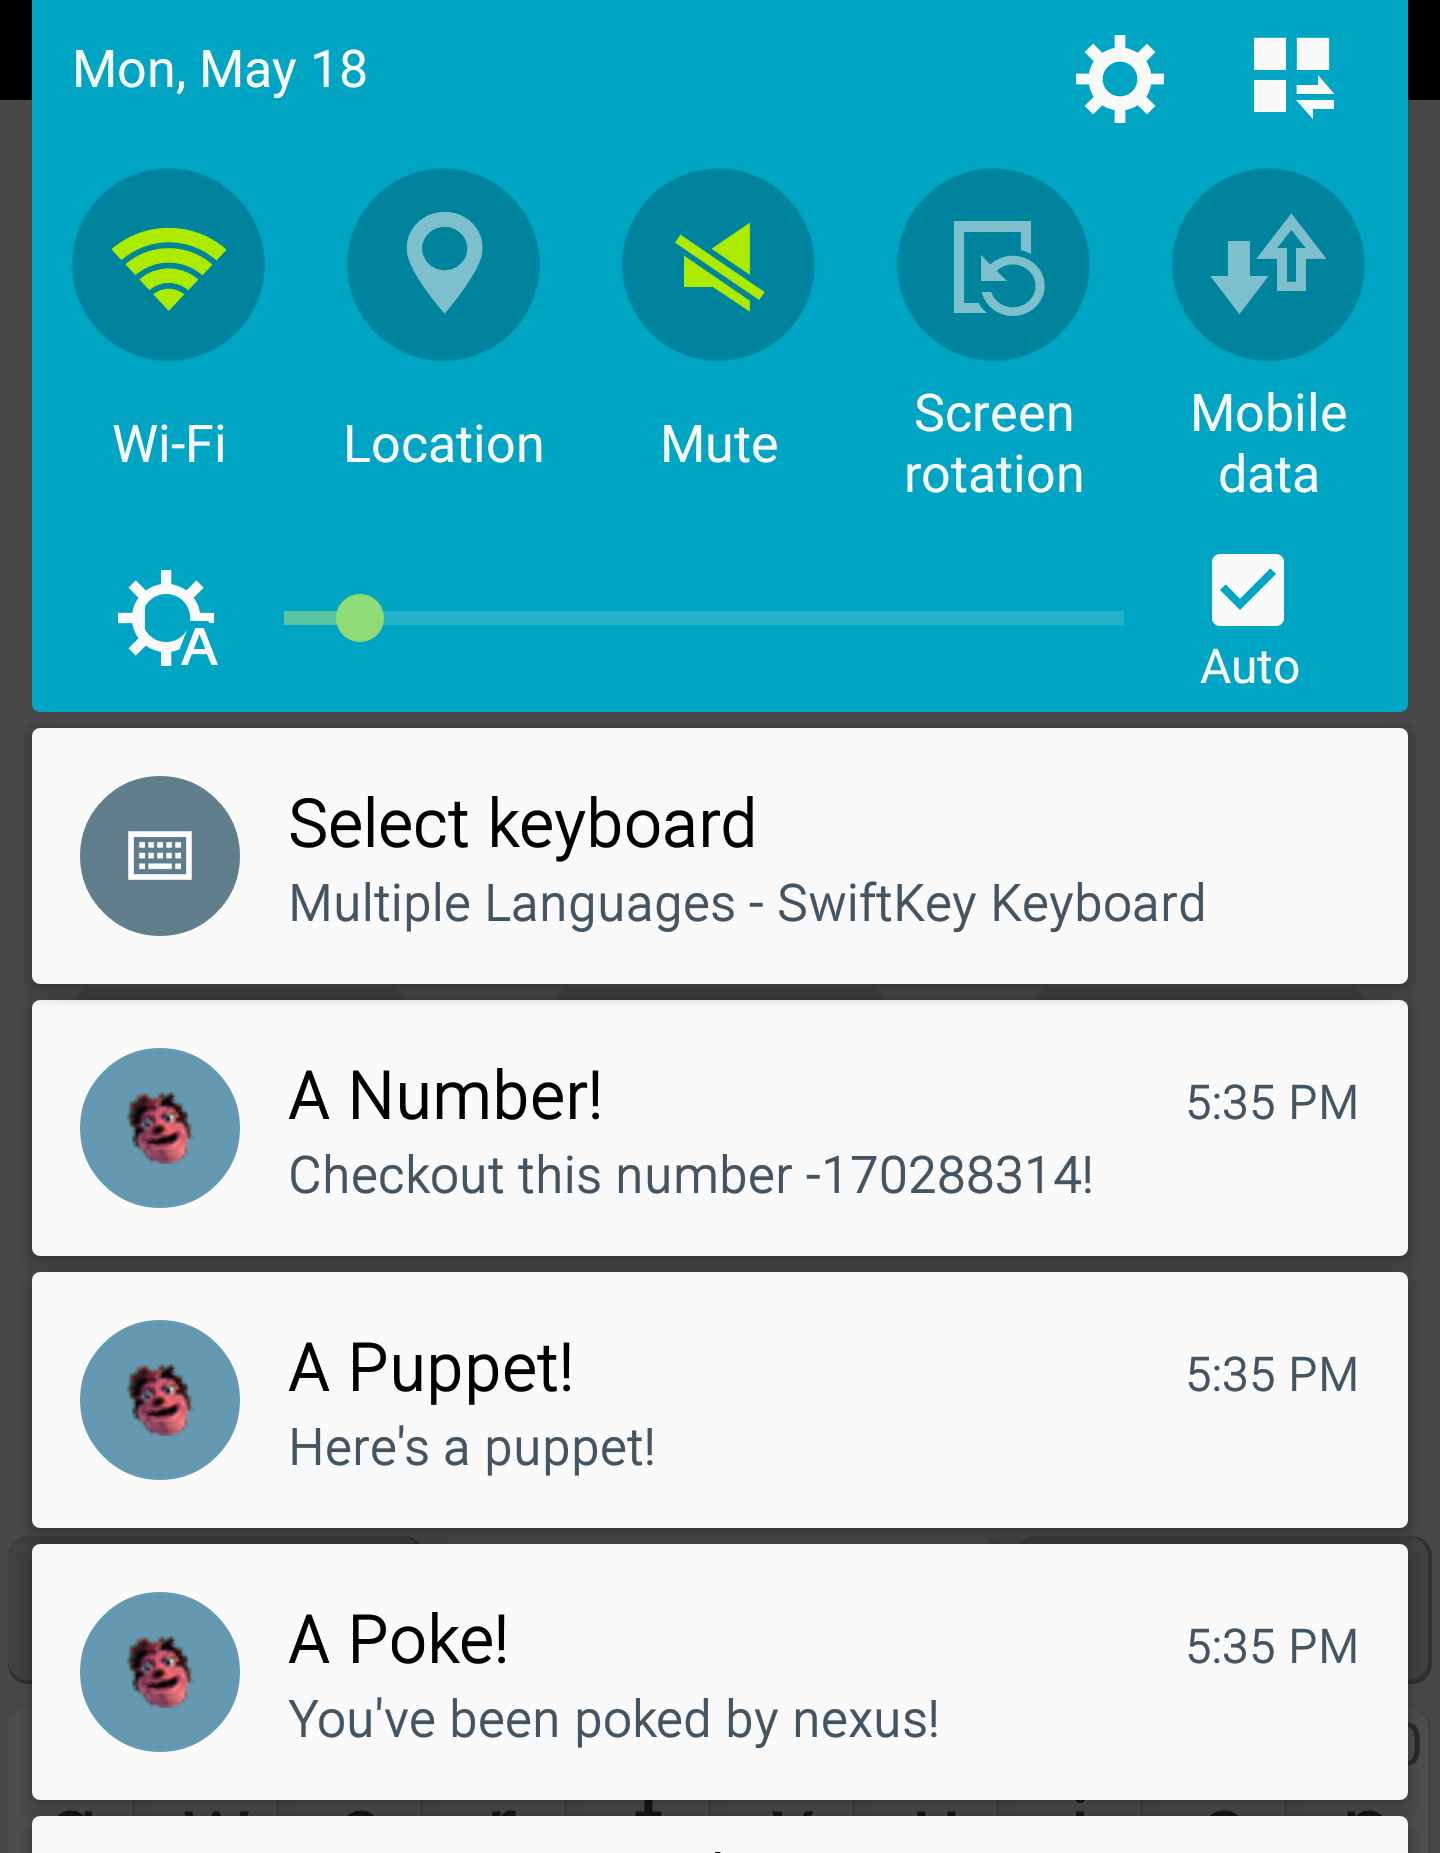 Mon, May 18
Wi-Fi
Location
Mute
Screen
rotation
Mobile
data
A
Auto
Select keyboard
Multiple Languages - SwiftKey Keyboard
A Number!
5:35 PM
Checkout this number -170288314!
A Puppet!
5:35 PM
Here's a puppet!
A Poke!
5:35 PM
You've been poked by nexus!